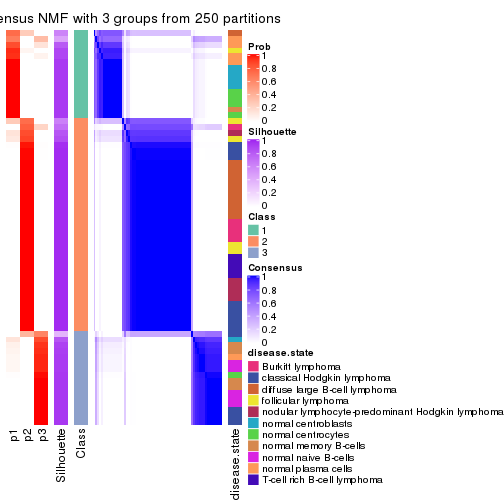 ensus NMF with 3 groups from 250 partitions
Prob
1
0.8
0.6
0.4
0.2
0
Silhouette
1
0.8
0.6
0.4
0.2
0
Class
1
2
3
Consensus
1
0.8
0.6
0.4
0.2
0
disease.state
Burkitt lymphoma
classical Hodgkin lymphoma
diffuse large B-cell lymphoma
follicular lymphoma
nodular lymphocyte-predominant Hodgkin lymphoma
normal centroblasts
normal centrocytes
normal memory B-cells
normal naive B-cells
normal plasma cells
T-cell rich B-cell lymphoma
p1
p2
p3
Silhouette
Class
disease.state